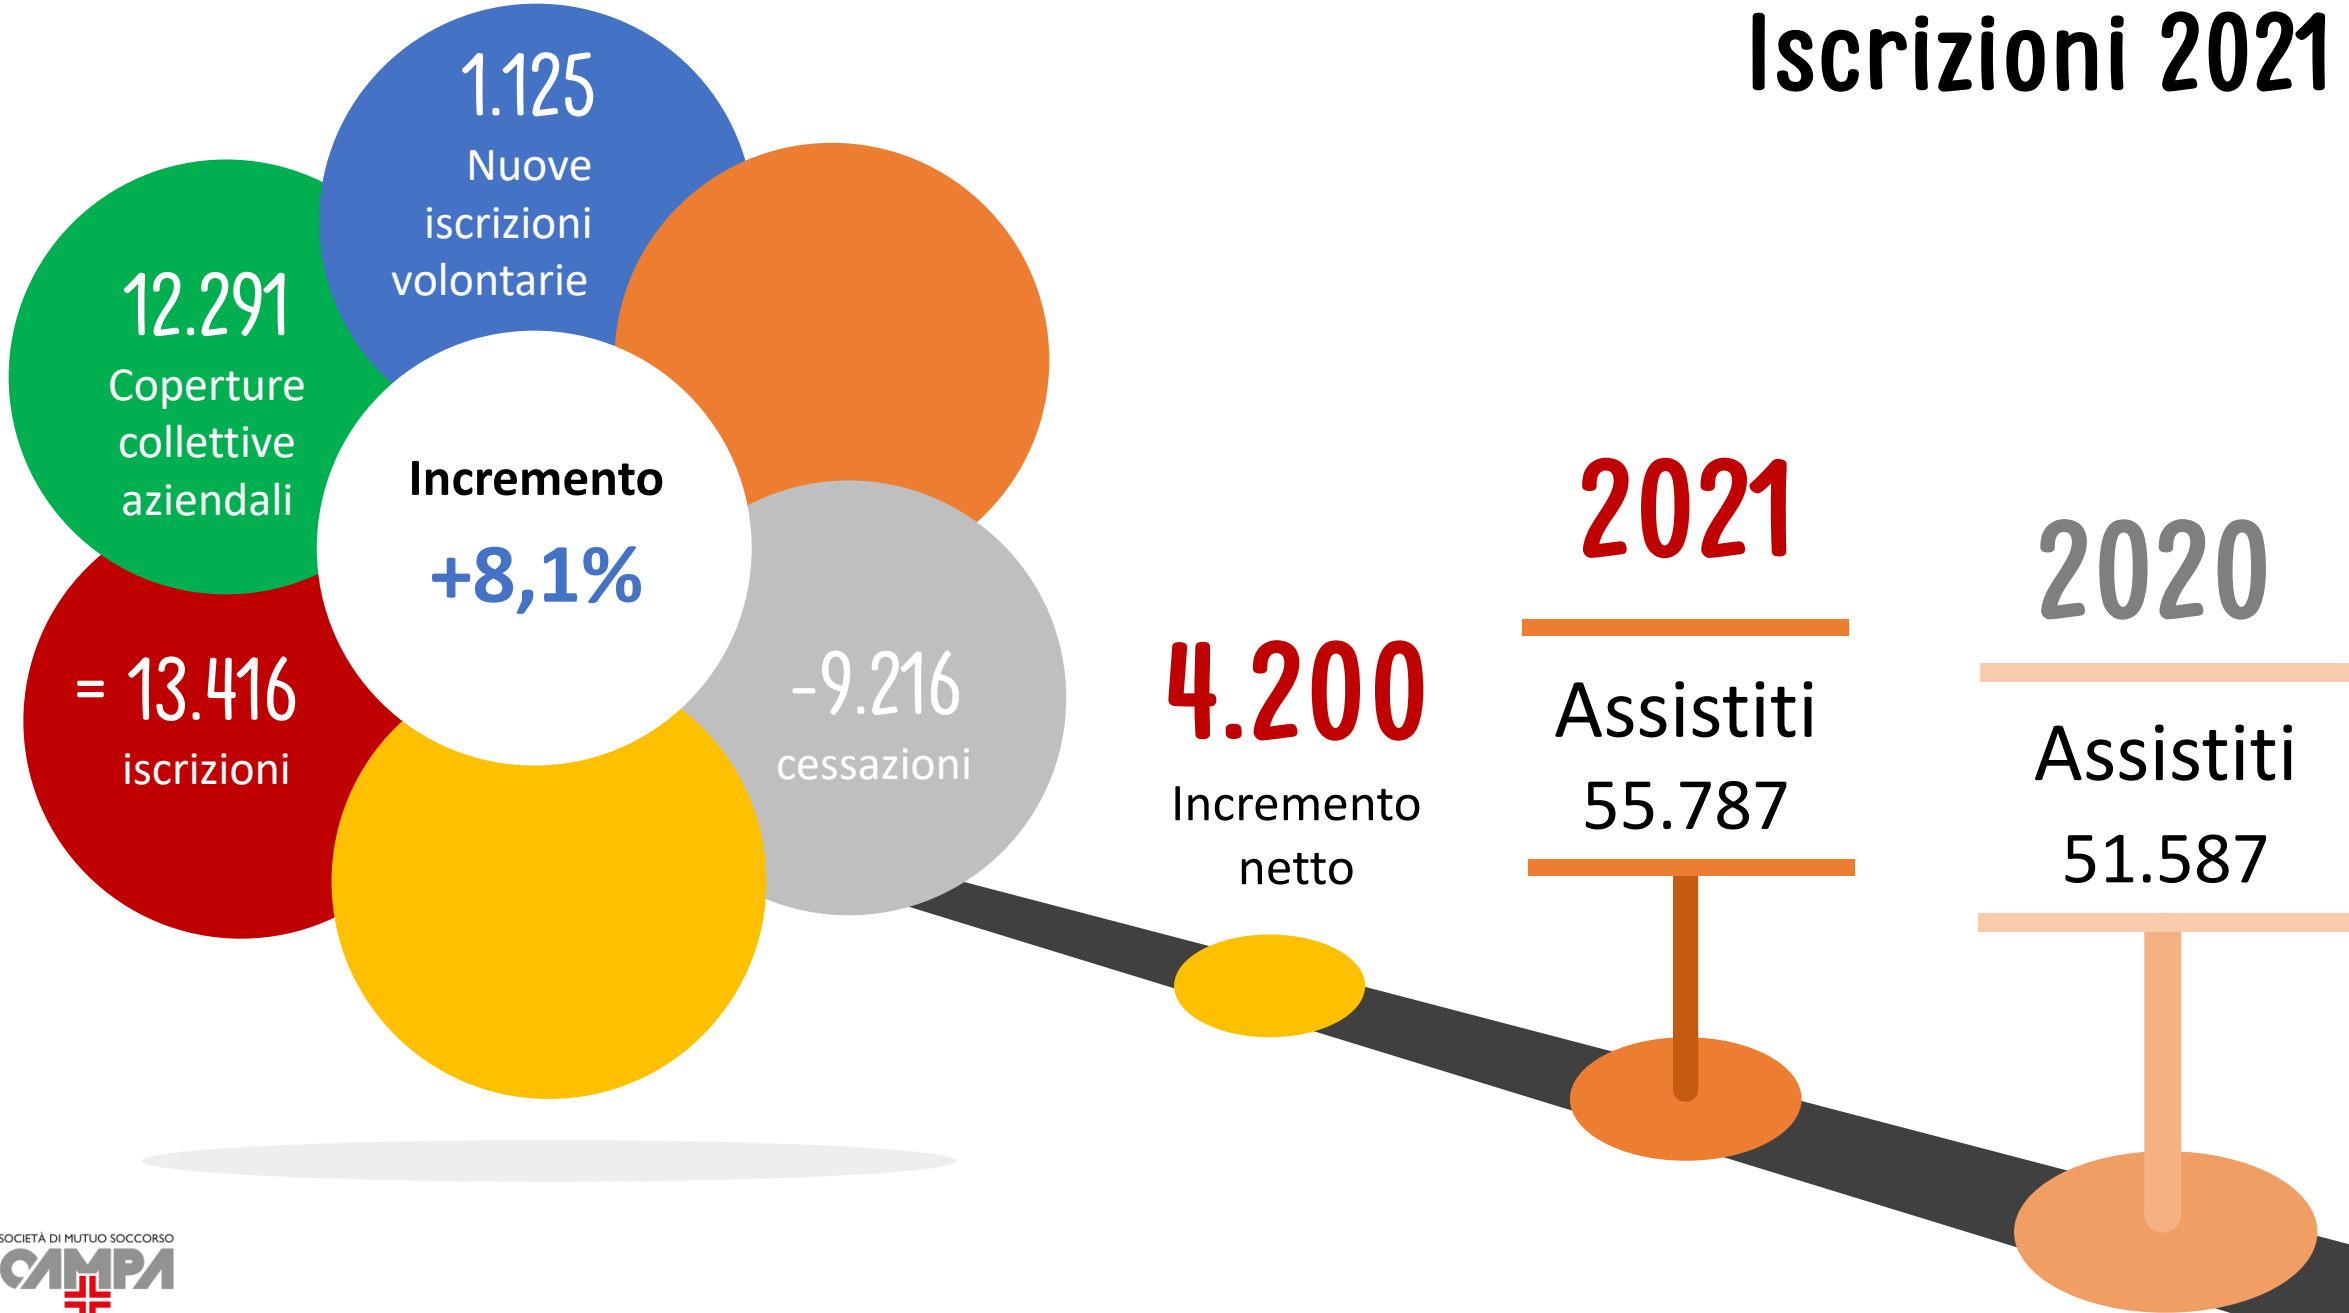 Iscrizioni 2021
1.125
Nuove
iscrizioni
volontarie
12.291
Coperture
collettive
aziendali
= 13.416
iscrizioni
Incremento
+8,1%
-9.216
cessazioni
4.200
Incremento
netto
2021
Assistiti
55.787
2020
Assistiti
51.587
SOCIETÀ DI MUTUO SOCCORSO
CAMPA